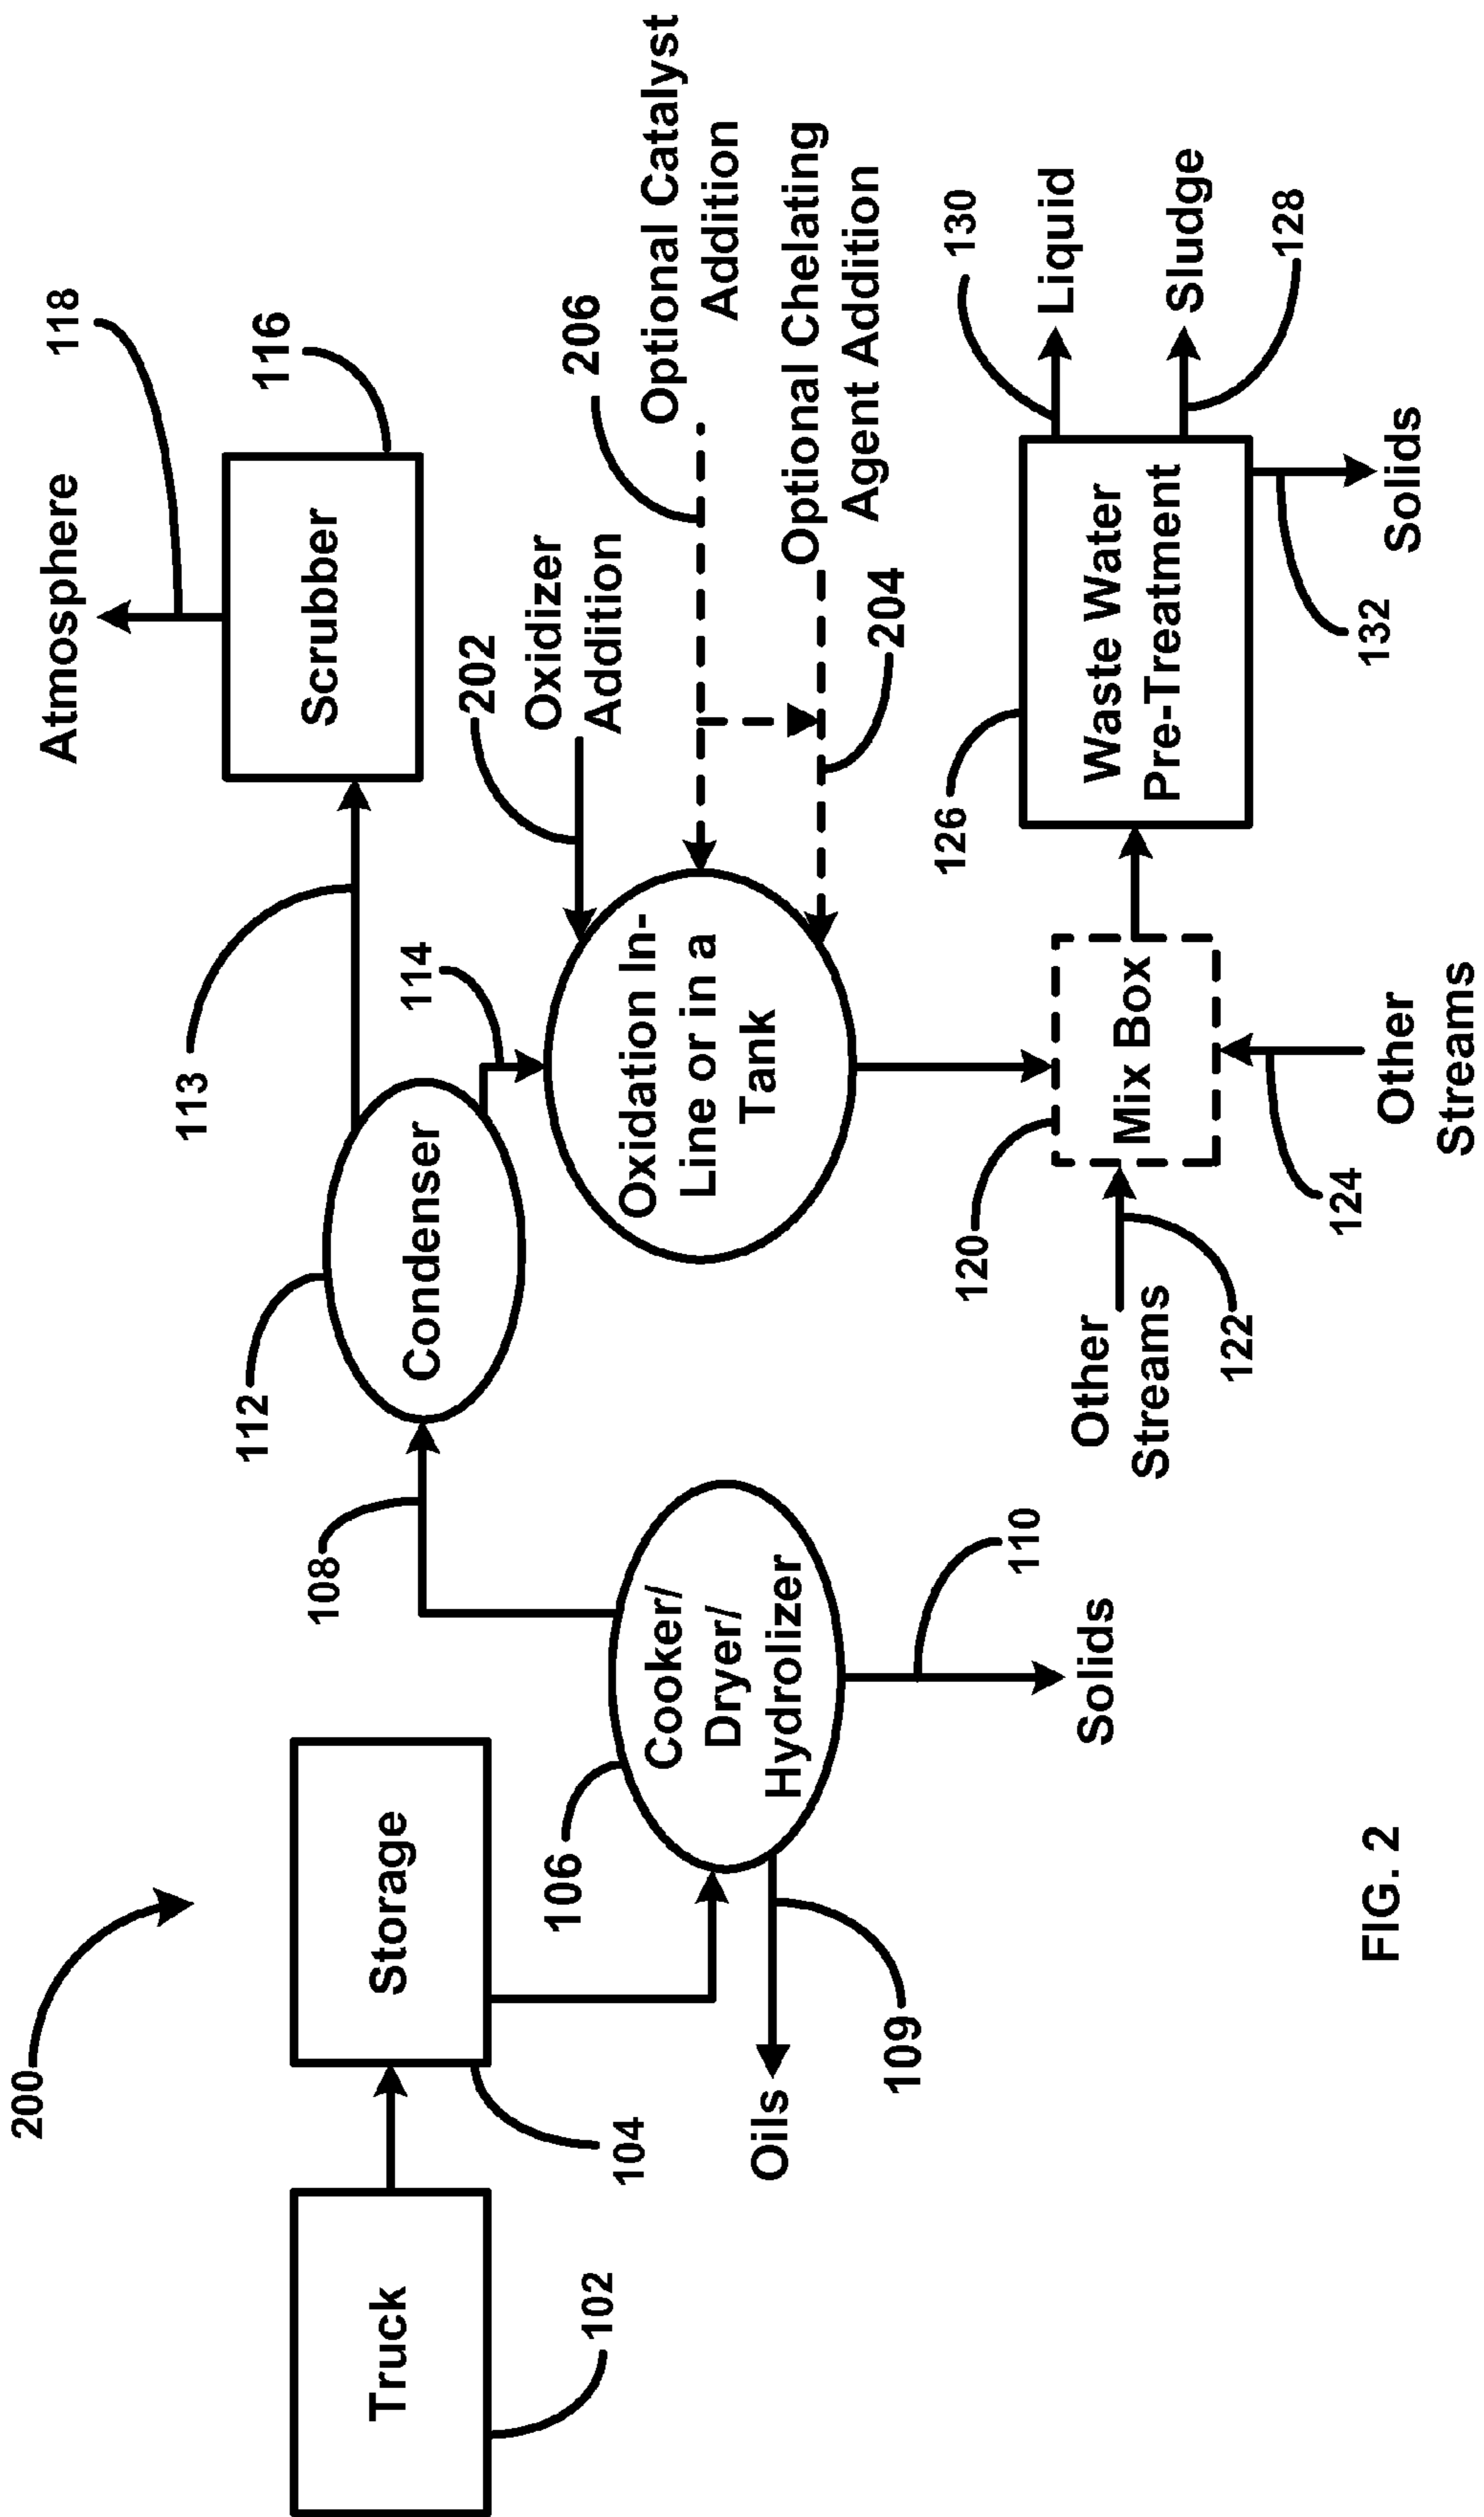 200
118
Atmosphere
116
Scrubber
113
112
Condenser
108
114
202
Oxidizer
Addition
206
Optional Catalyst
Addition
Optional Chelating
Agent Addition
204
Truck
102
Storage
104
106
Cooker/
Dryer/
Hydrolizer
Oils
109
110
Solids
Oxidation In-
Line or in a
Tank
120
Mix Box
Other
Streams
122
Other
Streams
124
126
Waste Water
Pre-Treatment
130
Liquid
Sludge
128
132
Solids
FIG. 2